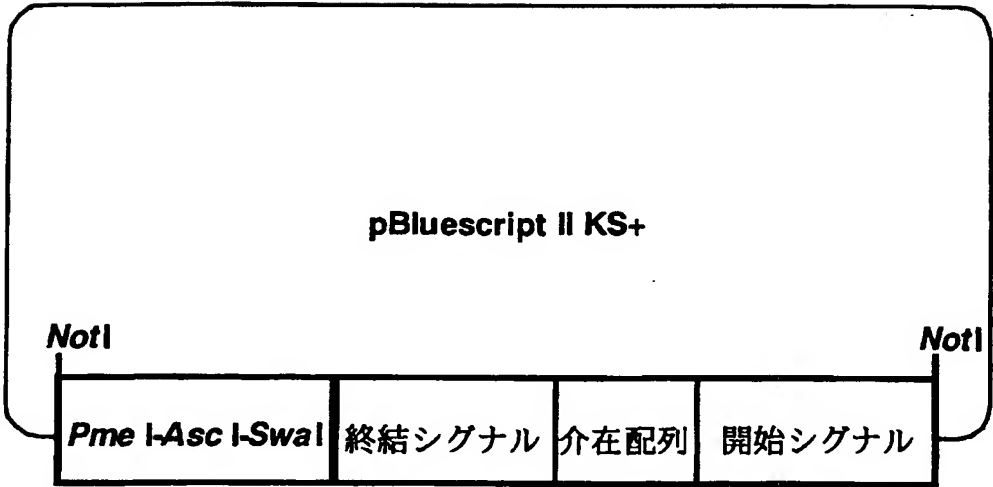 pBluescript II KS+
NotI
NotI
Pme I-Asc I-SwaI
終結シグナル
介在配列
開始シグナル